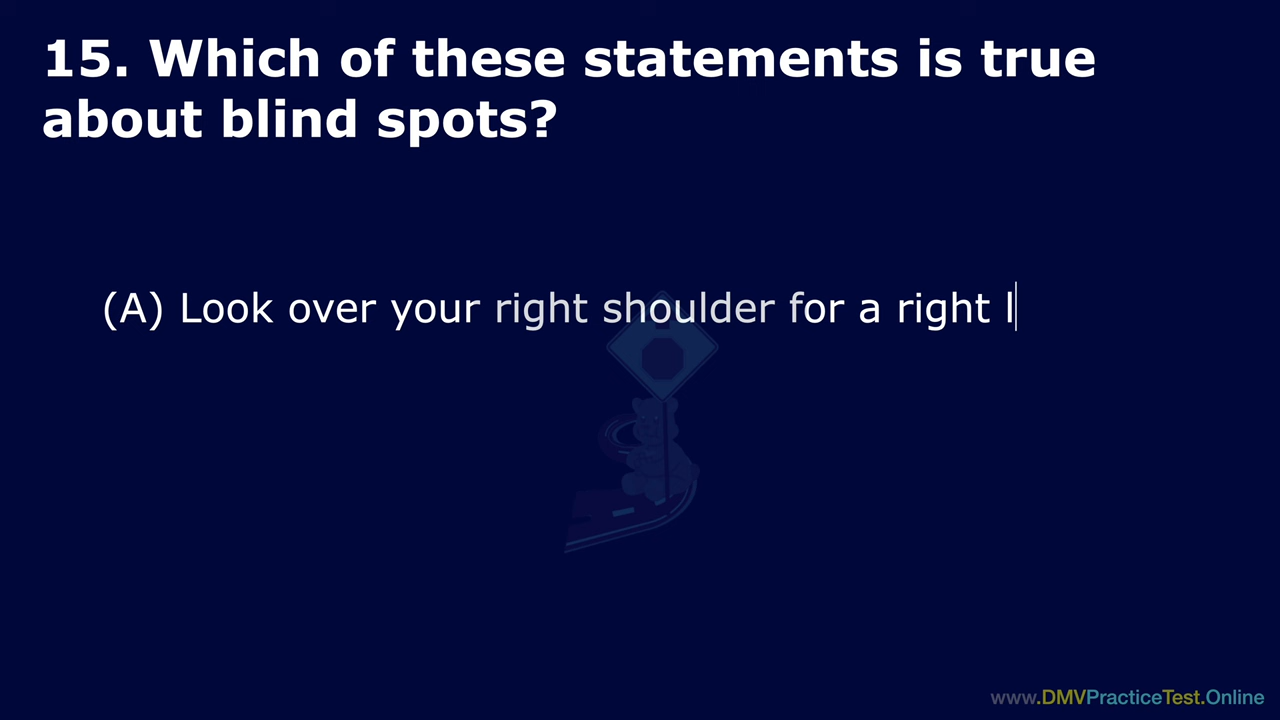 15. Which of these statements is true
about blind spots?
(A) Look over your right shoulder for a right l
www.DMVPracticeTest.Online